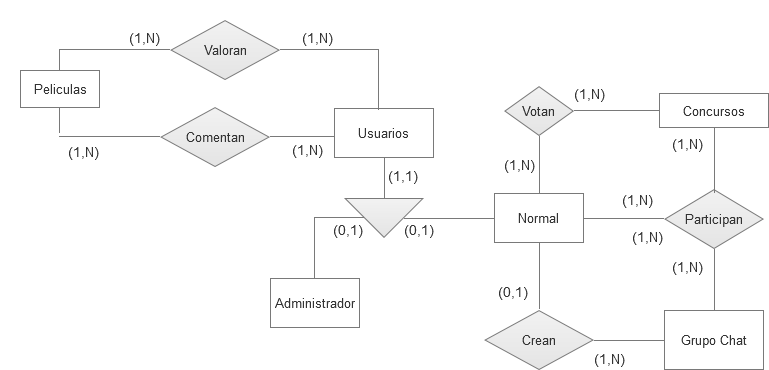 (1,N)
Valoran
(1,N)
Peliculas
Usuarios
(1,N)
Comentan
(1,N)
(1,1)
(0,1)
(0,1)
Administrador
Votan
(1,N)
Concursos
(1,N)
(1,N)
Normal
(1,N)
(1,N)
Participan
(1,N)
(0,1)
Crean
(1,N)
Grupo Chat